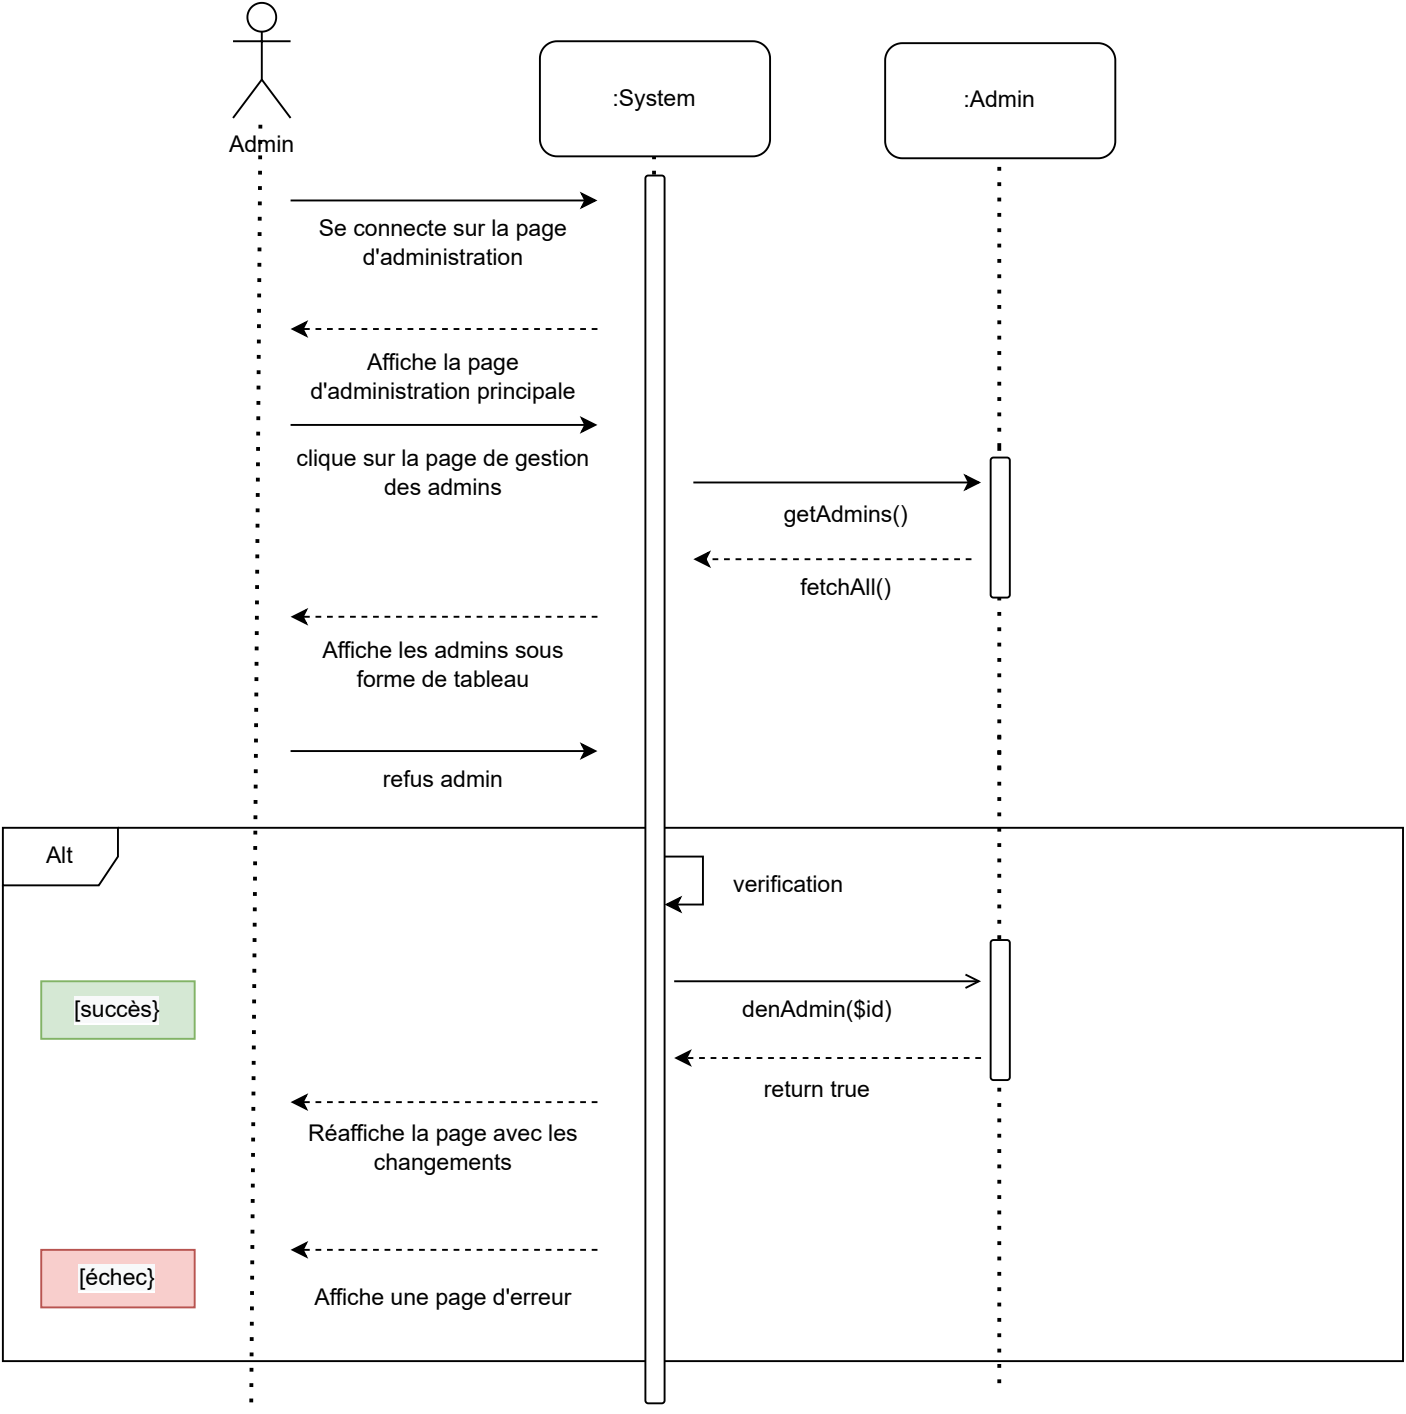 Admin
:System
:Admin
Se connecte sur la page
d'administration
Affiche la page
d'administration principale
clique sur la page de gestion
des admins
getAdmins()
fetchAll()
Affiche les admins sous
forme de tableau
refus admin
Alt
verification
[succès}
denAdmin($id)
return true
Réaffiche la page avec les
changements
[échec}
Affiche une page d'erreur